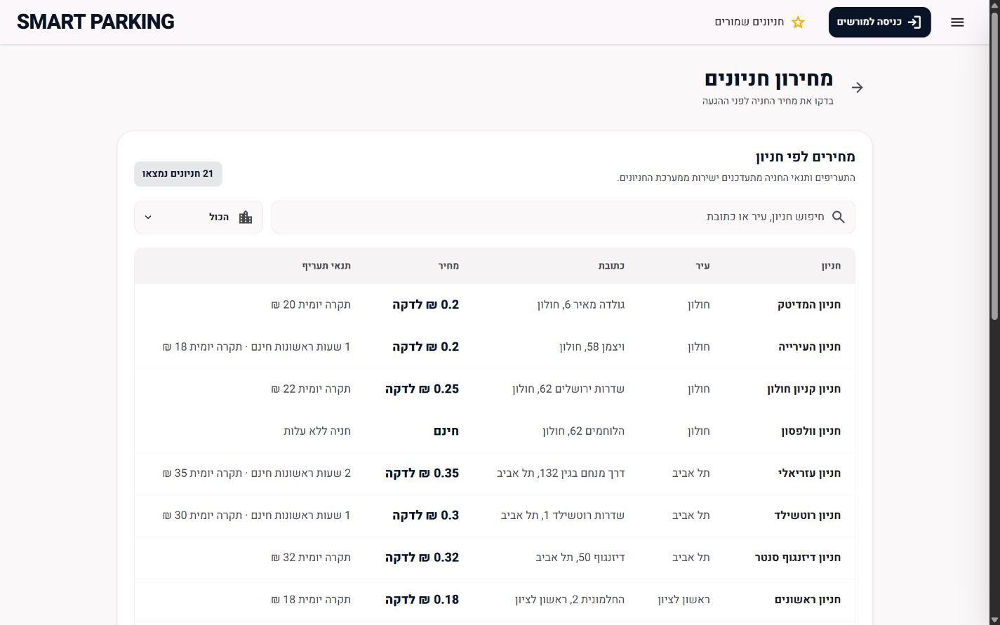 SMART PARKING
חניונים שמורים
כניסה למורשים
מחירון חניונים
בדקו את מחיר החניה לפני ההגעה
מחירים לפי חניון
התעריפים ותנאי החניה מתעדכנים ישירות ממערכת החניונים.
21 חניונים נמצאו
חיפוש חניון, עיר או כתובת
הכול
חניון עיר כתובת מחיר תנאי תעריף
חניון המדיטק חולון גולדה מאיר 6, חולון 0.2 ₪ לדקה תקרה יומית 20 ₪
חניון העירייה חולון ויצמן 58, חולון 0.2 ₪ לדקה 1 שעות ראשונות חינם · תקרה יומית 18 ₪
חניון קניון חולון חולון שדרות ירושלים 62, חולון 0.25 ₪ לדקה תקרה יומית 22 ₪
חניון וולפסון חולון הלוחמים 62, חולון חינם חניה ללא עלות
חניון עזריאלי תל אביב דרך מנחם בגין 132, תל אביב 0.35 ₪ לדקה 2 שעות ראשונות חינם · תקרה יומית 35 ₪
חניון רוטשילד תל אביב שדרות רוטשילד 1, תל אביב 0.3 ₪ לדקה 1 שעות ראשונות חינם · תקרה יומית 30 ₪
חניון דיזנגוף סנטר תל אביב דיזנגוף 50, תל אביב 0.32 ₪ לדקה תקרה יומית 32 ₪
חניון ראשונים ראשון לציון החלמונית 2, ראשון לציון 0.18 ₪ לדקה תקרה יומית 18 ₪